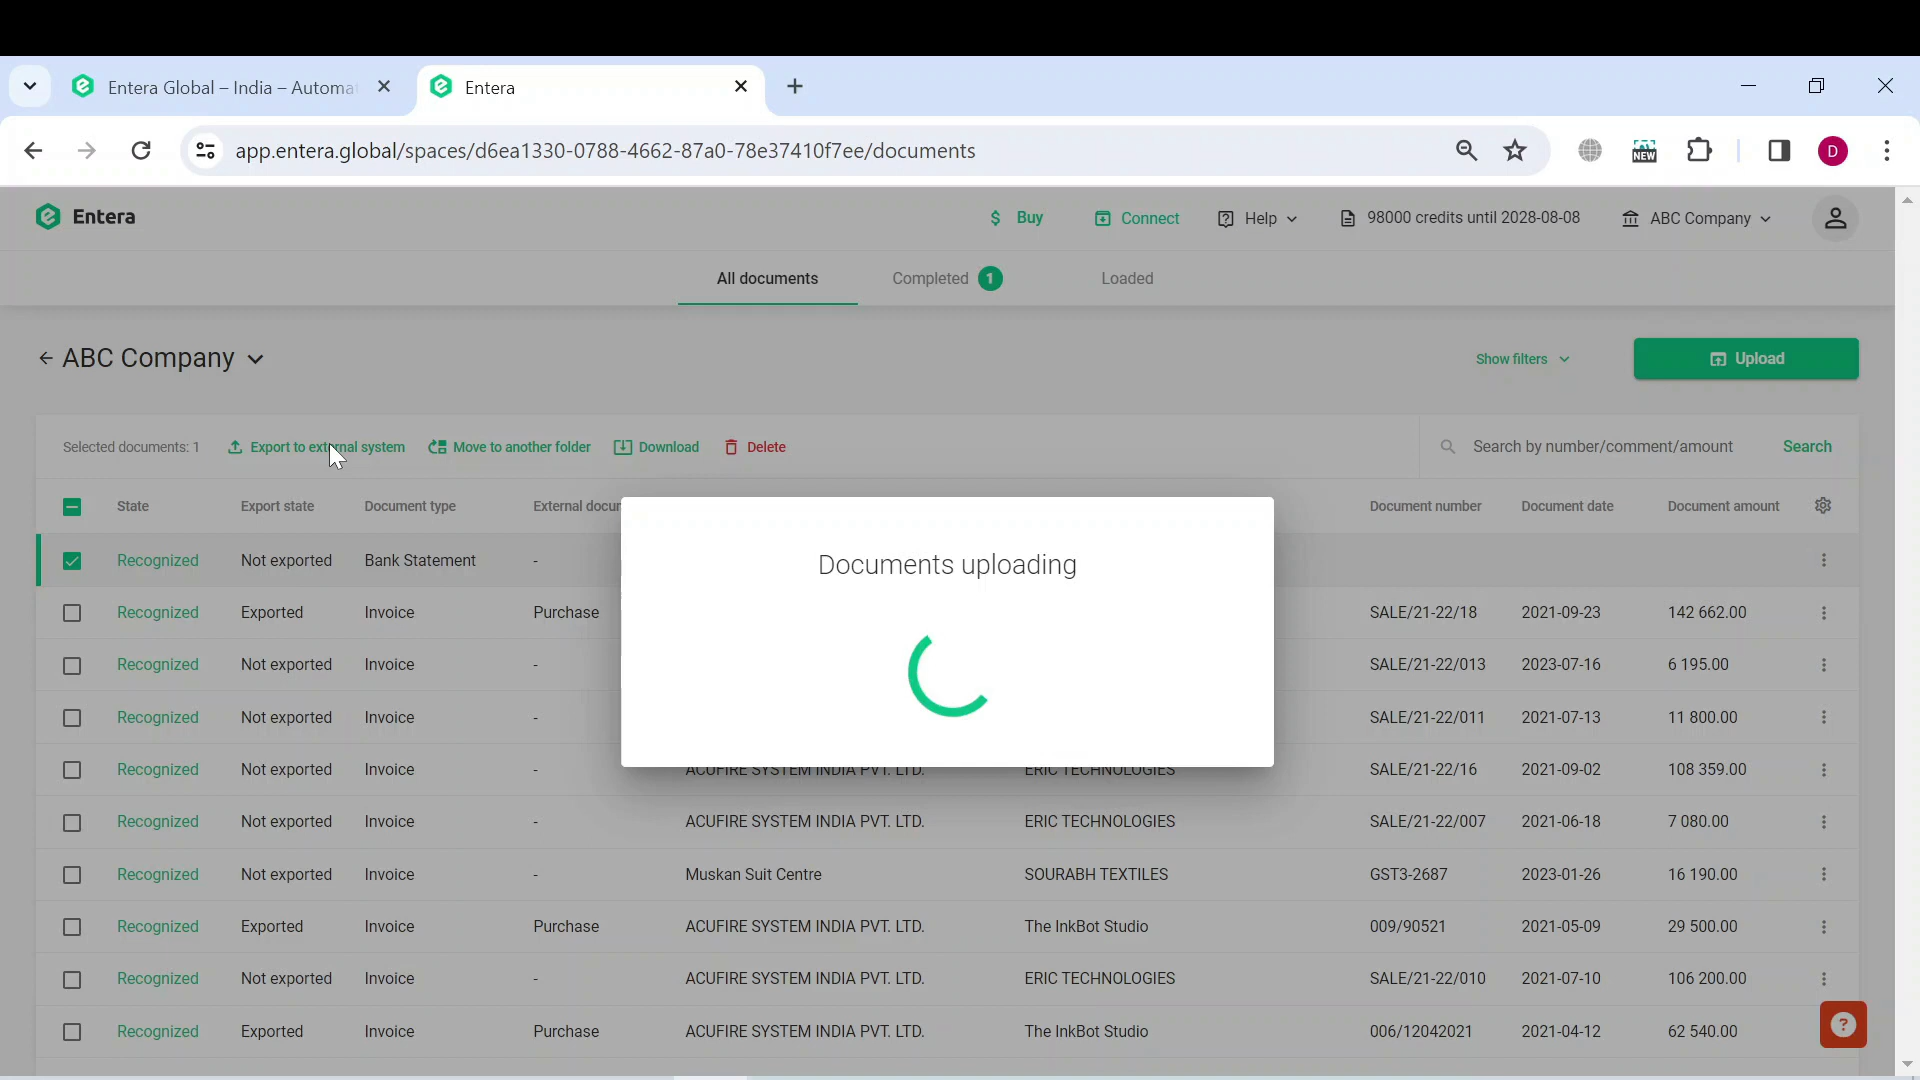 Entera Global – India – Automa
Entera
app.entera.global/spaces/d6ea1330-0788-4662-87a0-78e37410f7ee/documents
NEW
D
Entera
$ Buy
Connect
Help
98000 credits until 2028-08-08
ABC Company
All documents
Completed 1
Loaded
ABC Company
Show filters
Upload
Selected documents: 1
Export to external system
Move to another folder
Download
Delete
Search by number/comment/amount
Search
State Export state Document type External docu Document number Document date Document amount
Recognized Not exported Bank Statement -
Documents uploading
Recognized Exported Invoice Purchase SALE/21-22/18 2021-09-23 142 662.00
Recognized Not exported Invoice - SALE/21-22/013 2023-07-16 6 195.00
Recognized Not exported Invoice - SALE/21-22/011 2021-07-13 11 800.00
Recognized Not exported Invoice - ACUFIRE SYSTEM INDIA PVT. LTD. ERIC TECHNOLOGIES SALE/21-22/16 2021-09-02 108 359.00
Recognized Not exported Invoice - ACUFIRE SYSTEM INDIA PVT. LTD. ERIC TECHNOLOGIES SALE/21-22/007 2021-06-18 7 080.00
Recognized Not exported Invoice - Muskan Suit Centre SOURABH TEXTILES GST3-2687 2023-01-26 16 190.00
Recognized Exported Invoice Purchase ACUFIRE SYSTEM INDIA PVT. LTD. The InkBot Studio 009/90521 2021-05-09 29 500.00
Recognized Not exported Invoice - ACUFIRE SYSTEM INDIA PVT. LTD. ERIC TECHNOLOGIES SALE/21-22/010 2021-07-10 106 200.00
Recognized Exported Invoice Purchase ACUFIRE SYSTEM INDIA PVT. LTD. The InkBot Studio 006/12042021 2021-04-12 62 540.00